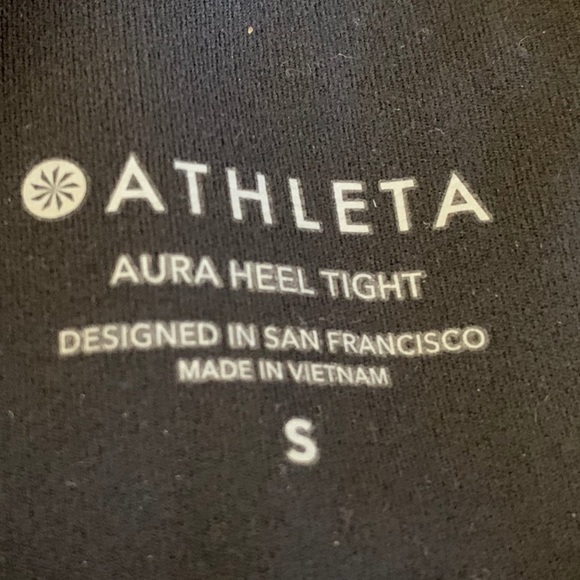 ATHLETA
AURA HEEL TIGHT
DESIGNED IN SAN FRANCISCO
MADE IN VIETNAM
S